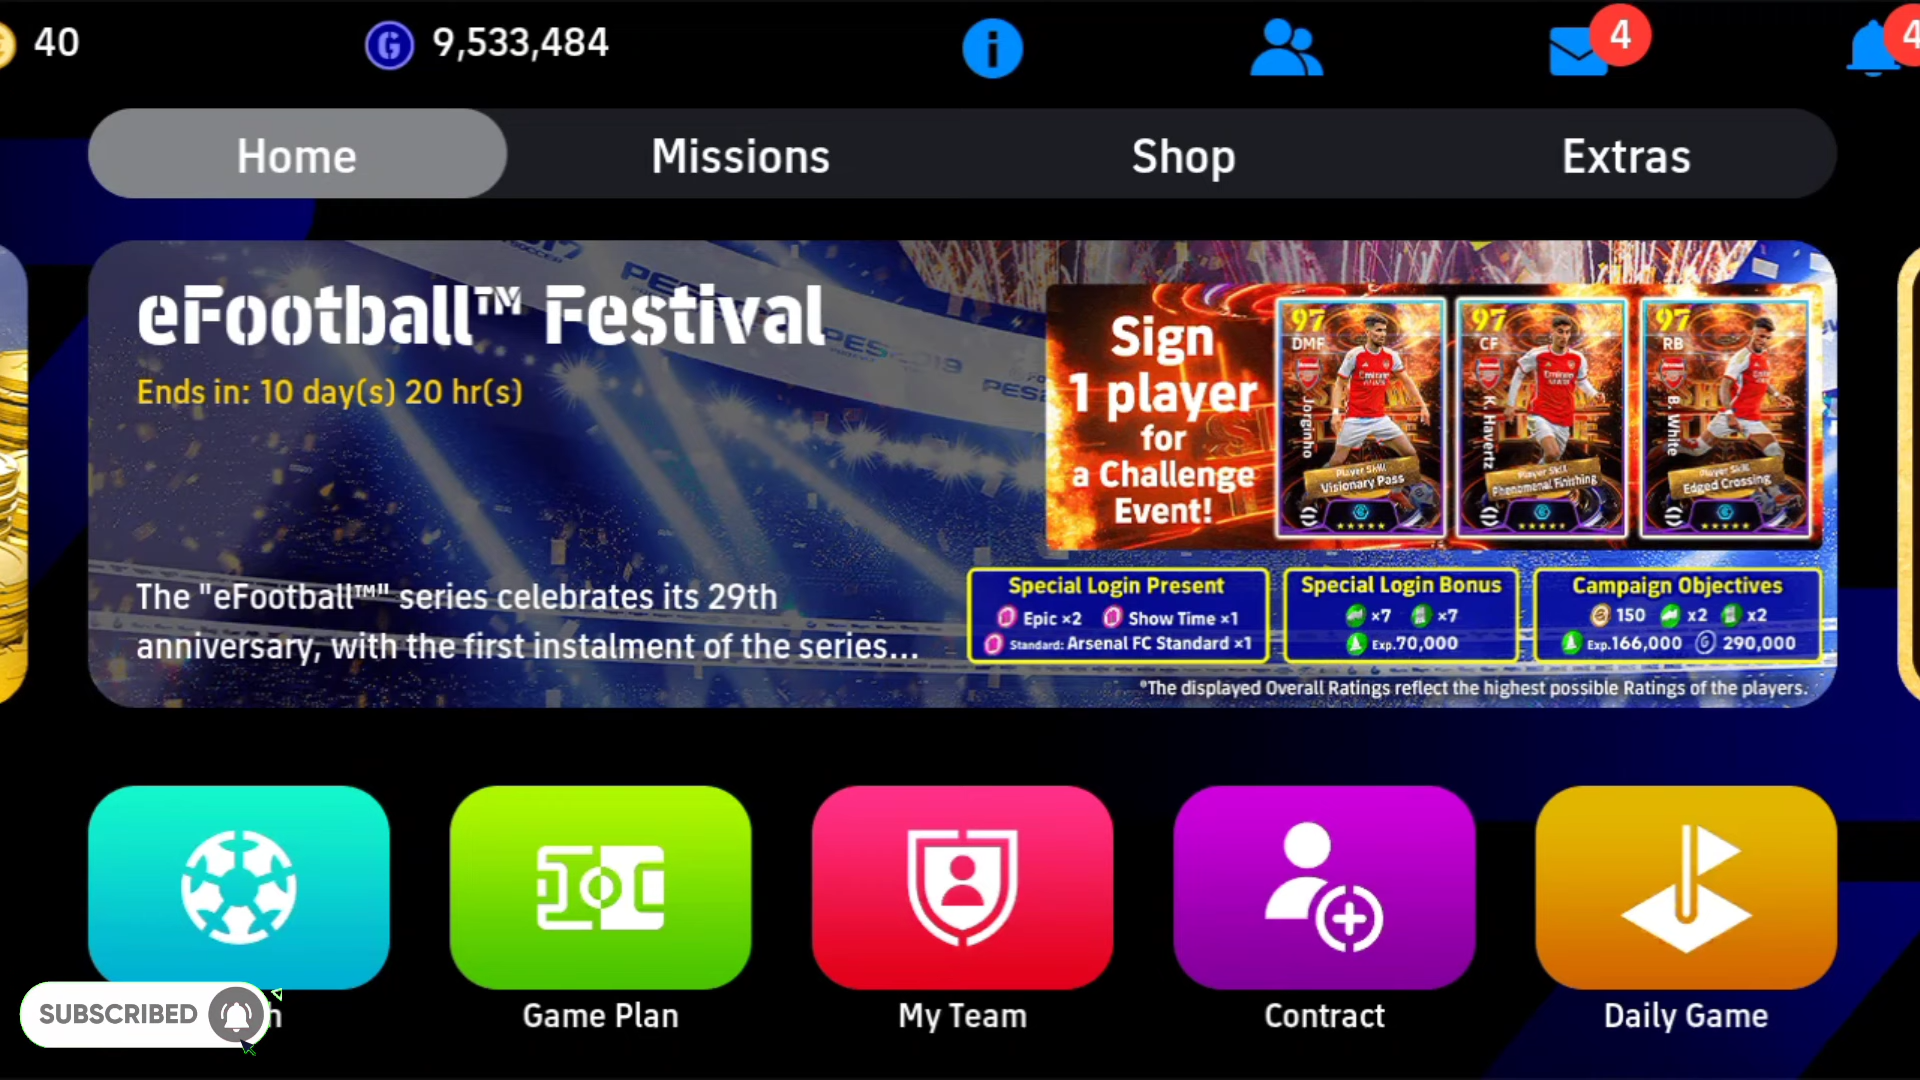 40
9,533,484
4
4
Home
Missions
Shop
Extras
eFootball™ Festival
Ends in: 10 day(s) 20 hr(s)
The "eFootball™" series celebrates its 29th
anniversary, with the first instalment of the series...
PES2019
Sign
1 player
for
a Challenge
Event!
97
DMF
Jorginho
Player Skill
Visionary Pass
97
CF
K. Havertz
Player Skill
Phenomenal Finishing
97
RB
B. White
Player Skill
Edged Crossing
Special Login Present
Epic ×2 Show Time ×1
Standard: Arsenal FC Standard ×1
Special Login Bonus
×7 ×7
Exp.70,000
Campaign Objectives
150 ×2 ×2
Exp.166,000 290,000
*The displayed Overall Ratings reflect the highest possible Ratings of the players.
SUBSCRIBED
h
Game Plan
My Team
Contract
Daily Game